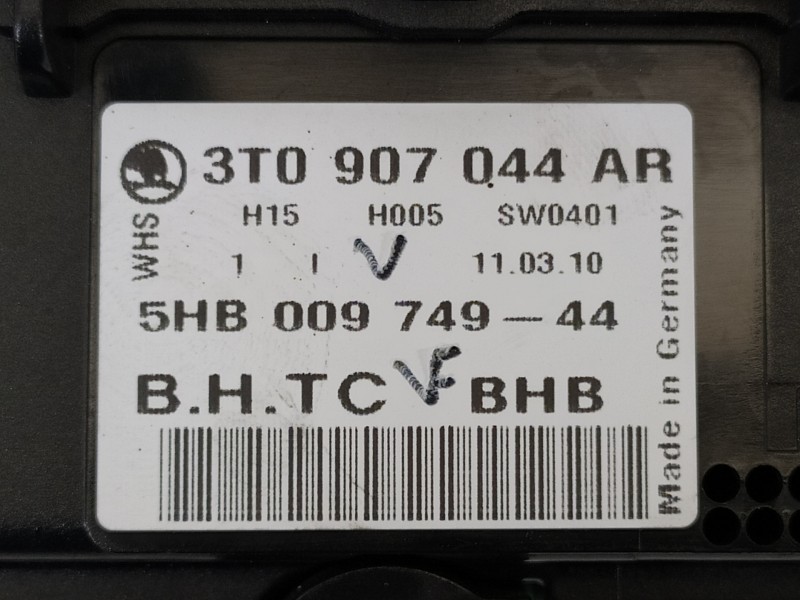 3T0 907 044 AR
H15 H005 SW0401
WHS
1 I V 11.03.10
5HB 009 749-44
B.H.TC VF BHB
Made in Germany